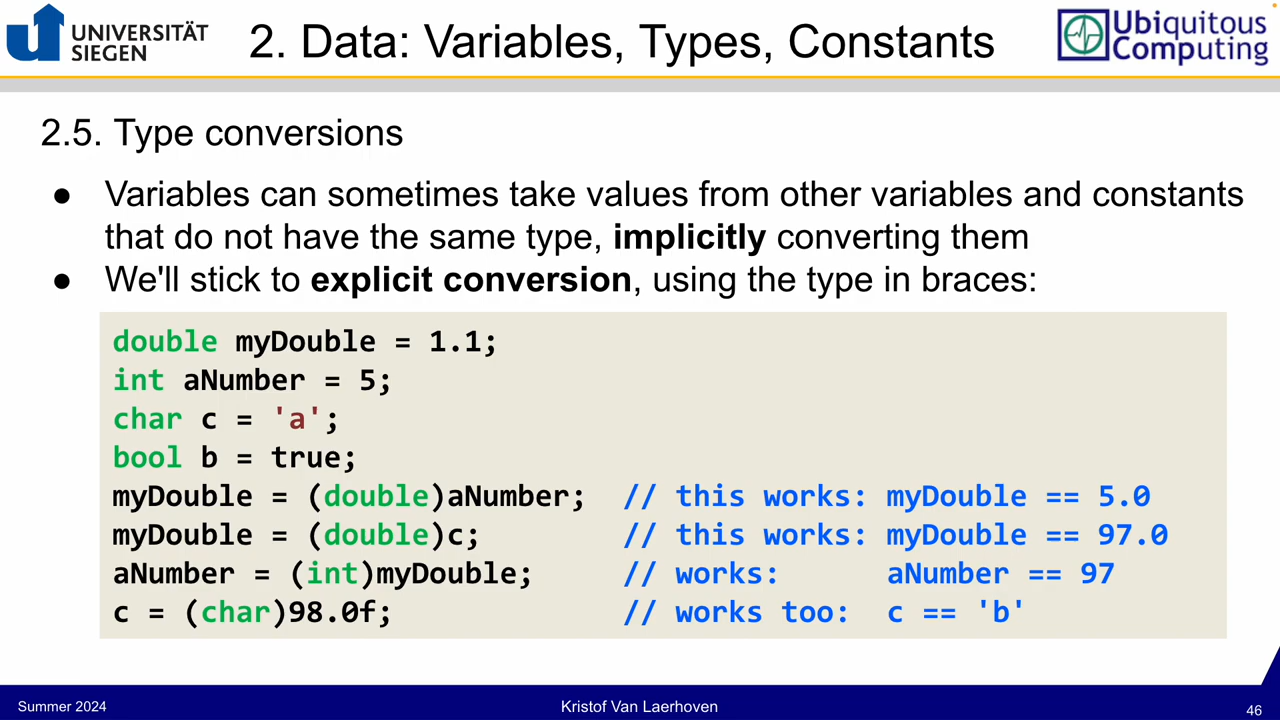 UNIVERSITÄT
SIEGEN
2. Data: Variables, Types, Constants
Ubiquitous
Computing
2.5. Type conversions
● Variables can sometimes take values from other variables and constants
that do not have the same type, implicitly converting them
● We'll stick to explicit conversion, using the type in braces:
double myDouble = 1.1;
int aNumber = 5;
char c = 'a';
bool b = true;
myDouble = (double)aNumber;  // this works: myDouble == 5.0
myDouble = (double)c;        // this works: myDouble == 97.0
aNumber = (int)myDouble;     // works:      aNumber == 97
c = (char)98.0f;             // works too:  c == 'b'
Summer 2024
Kristof Van Laerhoven
46